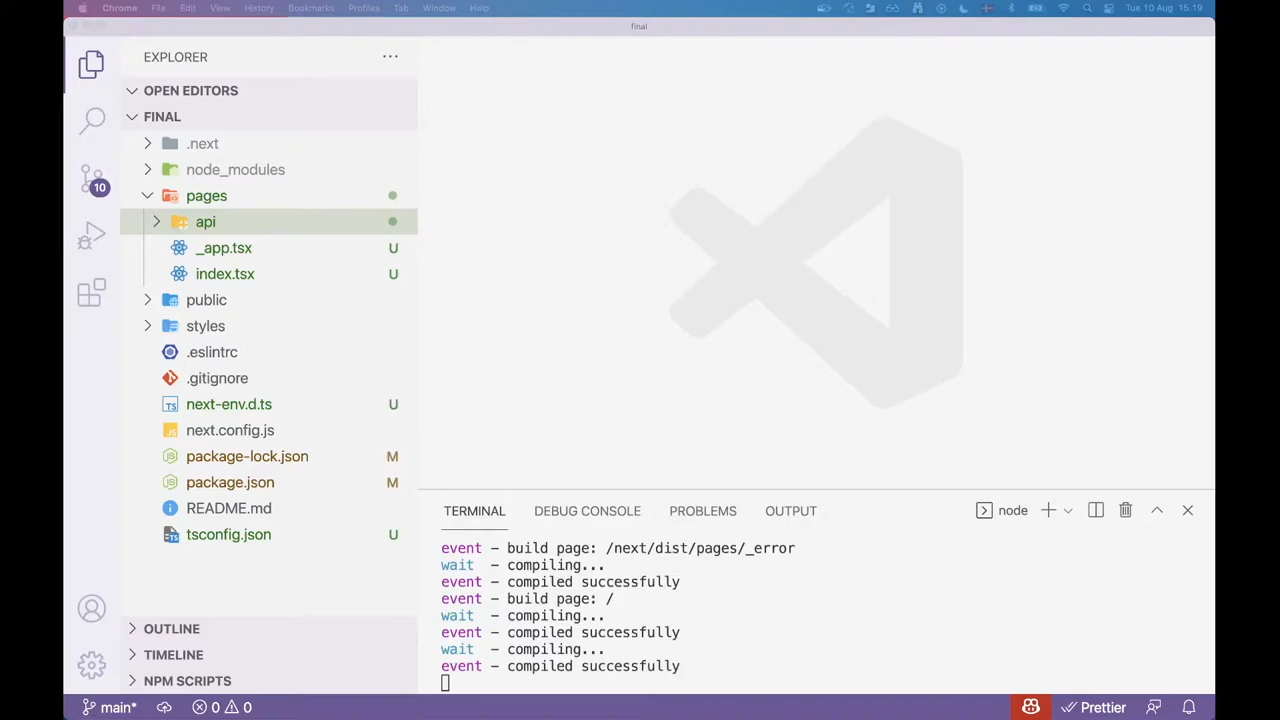 Chrome File Edit View History Bookmarks Profiles Tab Window Help Tue 10 Aug 15.19
final
EXPLORER
OPEN EDITORS
FINAL
.next
node_modules
pages
api
_app.tsx U
index.tsx U
public
styles
.eslintrc
.gitignore
next-env.d.ts U
next.config.js
package-lock.json M
package.json M
README.md
tsconfig.json U
OUTLINE
TIMELINE
NPM SCRIPTS
10
TERMINAL DEBUG CONSOLE PROBLEMS OUTPUT node
event - build page: /next/dist/pages/_error
wait - compiling...
event - compiled successfully
event - build page: /
wait - compiling...
event - compiled successfully
wait - compiling...
event - compiled successfully
main* 0 0 Prettier